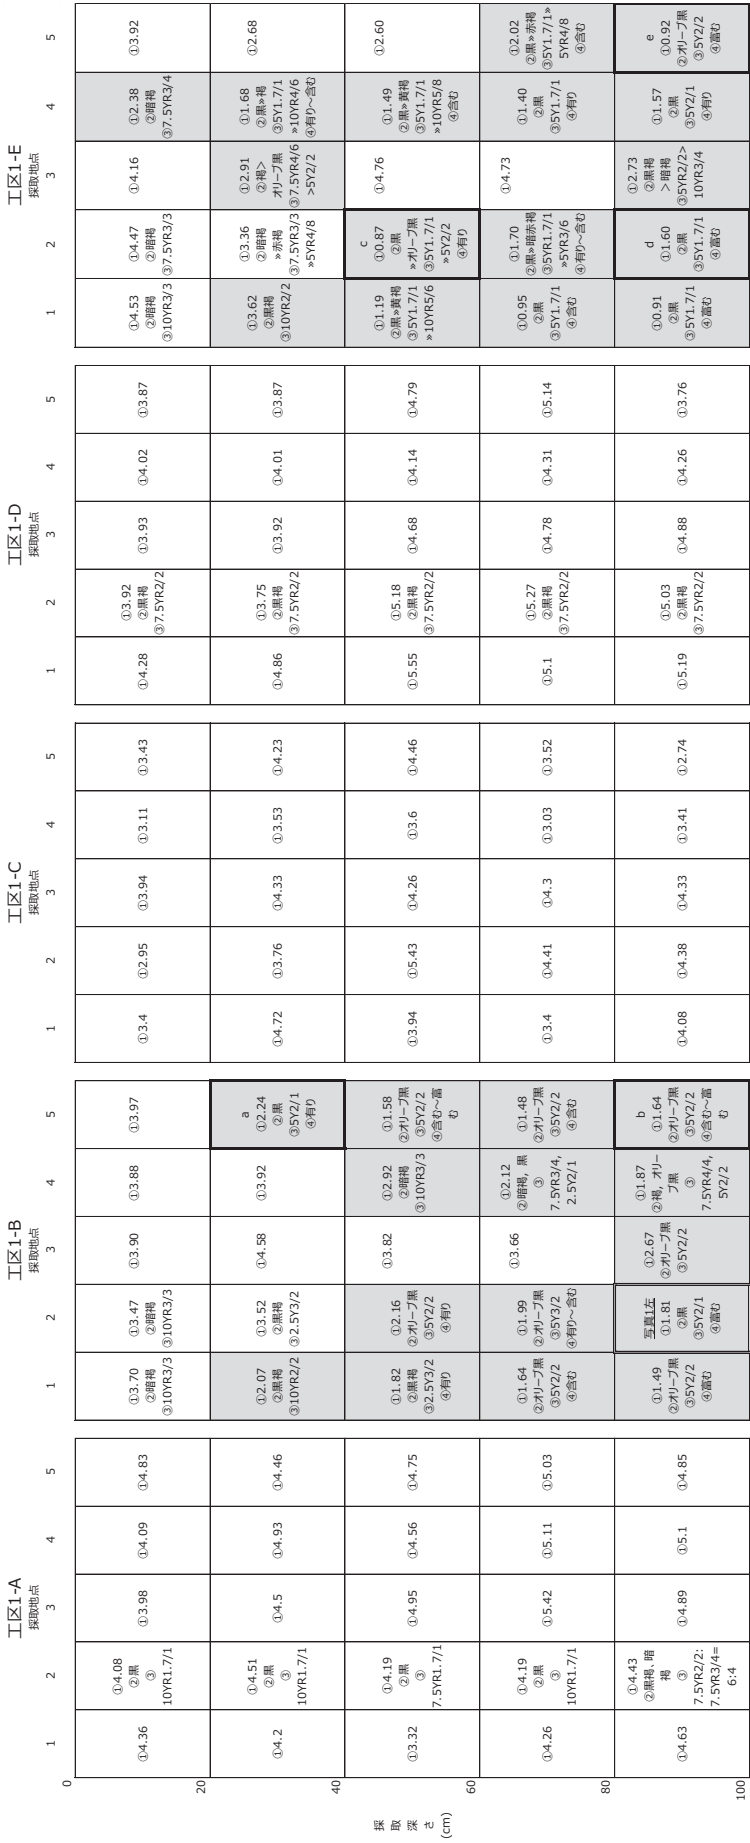 工区1-A
採取地点
1
2
3
4
5
採
取
深
さ
(cm)
0
20
40
60
80
100
①4.36
①4.08
②黒
③
10YR1.7/1
①3.98
①4.09
①4.83
①4.2
①4.51
②黒
③
10YR1.7/1
①4.5
①4.93
①4.46
①3.32
①4.19
②黒
③
7.5YR1.7/1
①4.95
①4.56
①4.75
①4.26
①4.19
②黒
③
10YR1.7/1
①5.42
①5.11
①5.03
①4.63
①4.43
②黒褐、暗
褐
③
7.5YR2/2:
7.5YR3/4=
6:4
①4.89
①5.1
①4.85
工区1-B
採取地点
1
2
3
4
5
①3.70
②暗褐
③10YR3/3
①3.47
②暗褐
③10YR3/3
①3.90
①3.88
①3.97
①2.07
②黒褐
③10YR2/2
①3.52
②黒褐
③2.5Y3/2
①4.58
①3.92
a
①2.24
②黒
③5Y2/1
④有り
①1.82
②黒褐
③2.5Y3/2
④有り
①2.16
②オリーブ黒
③5Y2/2
④有り
①3.82
①2.92
②暗褐
③10YR3/3
①1.58
②オリーブ黒
③5Y2/2
④含む～富
む
①1.64
②オリーブ黒
③5Y2/2
④含む
①1.99
②オリーブ黒
③5Y3/2
④有り～含む
①3.66
①2.12
②暗褐，黒
③
7.5YR3/4,
2.5Y2/1
①1.48
②オリーブ黒
③5Y2/2
④含む
①1.49
②オリーブ黒
③5Y2/2
④富む
写真1左
①1.81
②黒
③5Y2/1
④富む
①2.67
②オリーブ黒
③5Y2/2
①1.87
②褐，オリー
ブ黒
③
7.5YR4/4,
5Y2/2
b
①1.64
②オリーブ黒
③5Y2/2
④含む～富
む
工区1-C
採取地点
1
2
3
4
5
①3.4
①2.95
①3.94
①3.11
①3.43
①4.72
①3.76
①4.33
①3.53
①4.23
①3.94
①5.43
①4.26
①3.6
①4.46
①3.4
①4.41
①4.3
①3.03
①3.52
①4.08
①4.38
①4.33
①3.41
①2.74
工区1-D
採取地点
1
2
3
4
5
①4.28
①3.92
②黒褐
③7.5YR2/2
①3.93
①4.02
①3.87
①4.86
①3.75
②黒褐
③7.5YR2/2
①3.92
①4.01
①3.87
①5.55
①5.18
②黒褐
③7.5YR2/2
①4.68
①4.14
①4.79
①5.1
①5.27
②黒褐
③7.5YR2/2
①4.78
①4.31
①5.14
①5.19
①5.03
②黒褐
③7.5YR2/2
①4.88
①4.26
①3.76
工区1-E
採取地点
1
2
3
4
5
①4.53
②暗褐
③10YR3/3
①4.47
②暗褐
③7.5YR3/3
①4.16
①2.38
②暗褐
③7.5YR3/4
①3.92
①3.62
②黒褐
③10YR2/2
①3.36
②暗褐
»赤褐
③7.5YR3/3
»5YR4/8
①2.91
②褐>
オリーブ黒
③7.5YR4/6
>5Y2/2
①1.68
②黒»褐
③5Y1.7/1
»10YR4/6
④有り～含む
①2.68
①1.19
②黒»黄褐
③5Y1.7/1
»10YR5/6
c
①0.87
②黒
»オリーブ黒
③5Y1.7/1
»5Y2/2
④有り
①4.76
①1.49
②黒»黄褐
③5Y1.7/1
»10YR5/8
④含む
①2.60
①0.95
②黒
③5Y1.7/1
④含む
①1.70
②黒»暗赤褐
③5YR1.7/1
»5YR3/6
④有り～含む
①4.73
①1.40
②黒
③5Y1.7/1
④有り
①2.02
②黒»赤褐
③5Y1.7/1»
5YR4/8
④含む
①0.91
②黒
③5Y1.7/1
④富む
d
①1.60
②黒
③5Y1.7/1
④富む
①2.73
②黒褐
>暗褐
③5YR2/2>
10YR3/4
①1.57
②黒
③5Y2/1
④有り
e
①0.92
②オリーブ黒
③5Y2/2
④富む